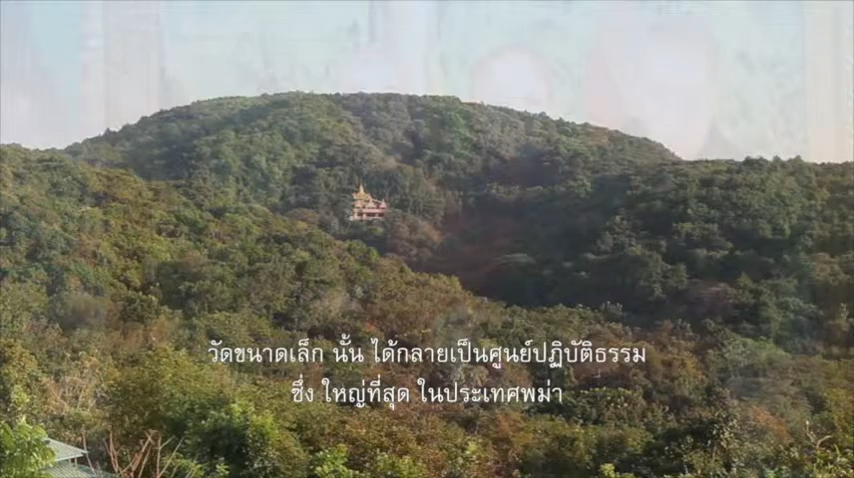 วัดขนาดเล็ก นั้น ได้กลายเป็นศูนย์ปฏิบัติธรรม
ซึ่ง ใหญ่ที่สุด ในประเทศพม่า